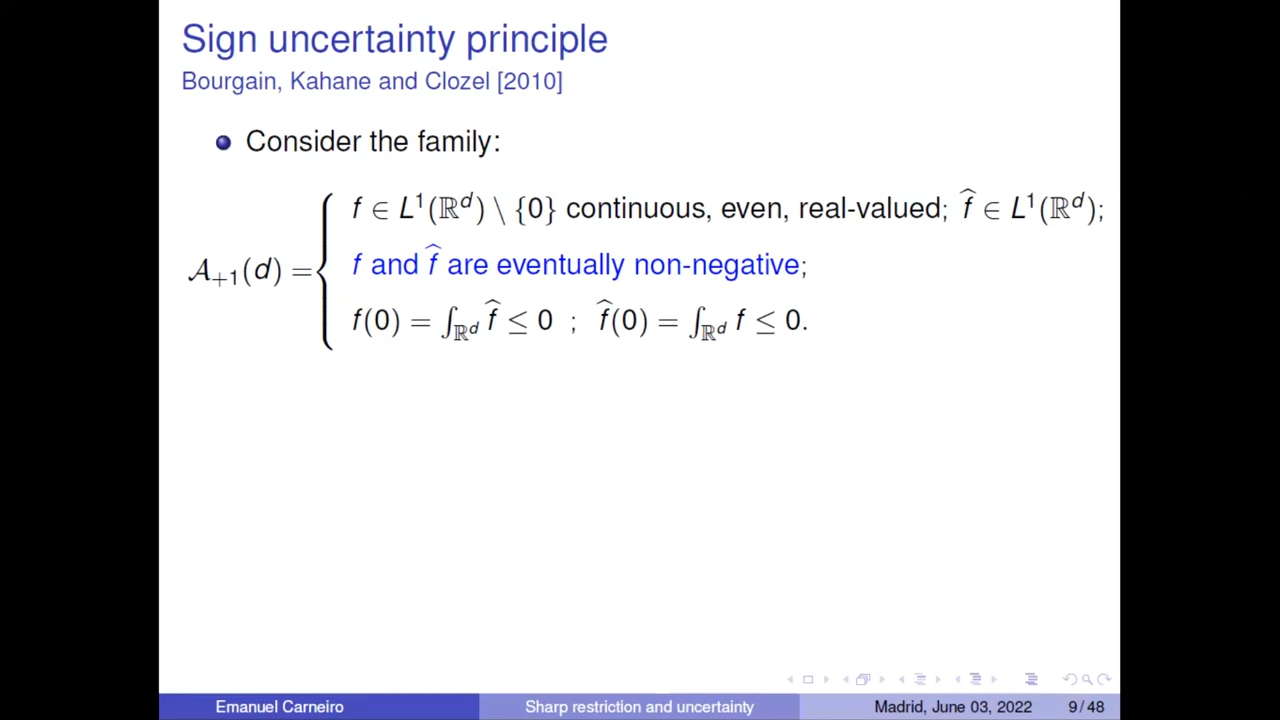 Sign uncertainty principle
Bourgain, Kahane and Clozel [2010]
Consider the family:
f ∈ L¹(ℝᵈ) \ {0} continuous, even, real-valued; f̂ ∈ L¹(ℝᵈ);
𝒜₊₁(d) = { f and f̂ are eventually non-negative;
f(0) = ∫_{ℝᵈ} f̂ ≤ 0 ; f̂(0) = ∫_{ℝᵈ} f ≤ 0.
Emanuel Carneiro Sharp restriction and uncertainty Madrid, June 03, 2022 9 / 48